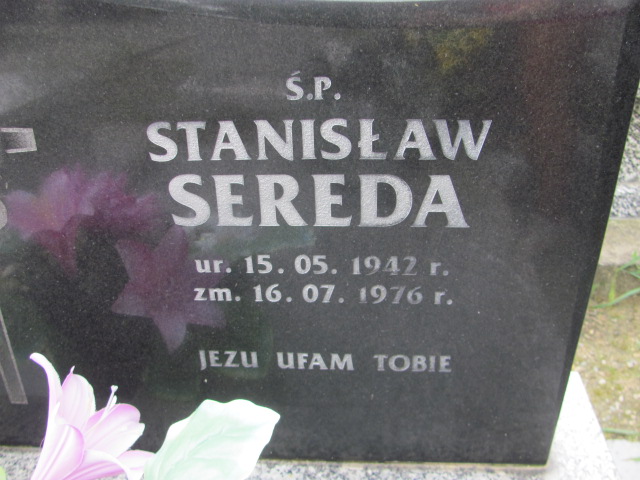 Ś.P.
STANISŁAW
SEREDA
ur. 15. 05. 1942 r.
zm. 16. 07. 1976 r.
JEZU UFAM TOBIE